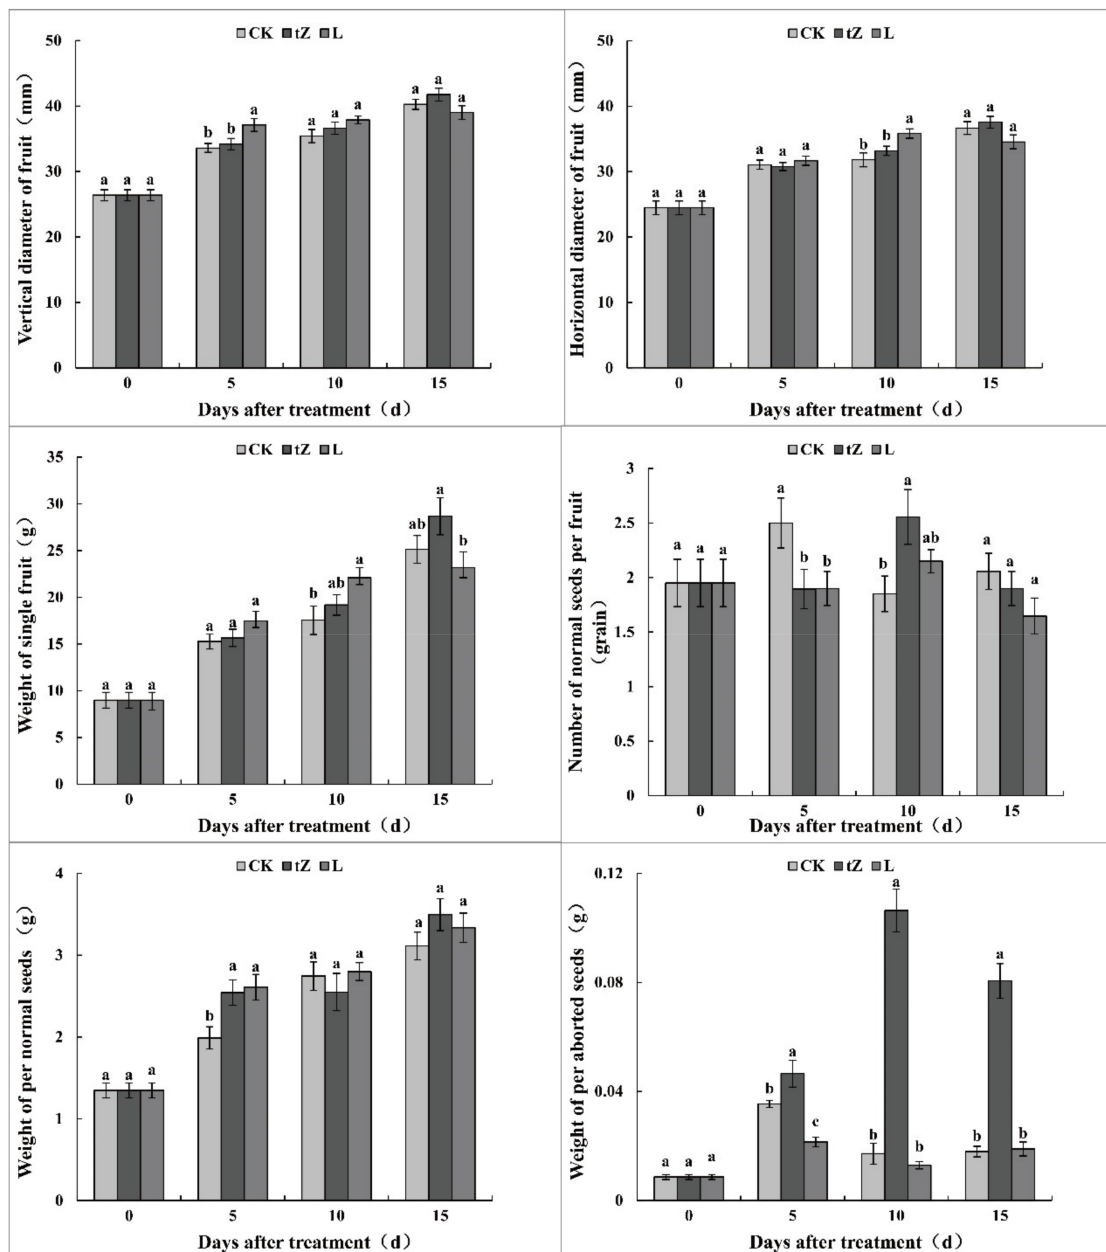 CK tZ L
50
40
30
20
10
0
Vertical diameter of fruit（mm）
a a a
b b a
a a a
a a a
0 5 10 15
Days after treatment（d）
CK tZ L
50
40
30
20
10
0
Horizontal diameter of fruit（mm）
a a a
a a a
b b a
a a a
0 5 10 15
Days after treatment（d）
CK tZ L
35
30
25
20
15
10
5
0
Weight of single fruit（g）
a a a
a a a
b ab a
ab a b
0 5 10 15
Days after treatment（d）
CK tZ L
3
2.5
2
1.5
1
0.5
0
Number of normal seeds per fruit
（grain）
a a a
a b b
b a ab
a a a
0 5 10 15
Days after treatment（d）
CK tZ L
4
3
2
1
0
Weight of per normal seeds（g）
a a a
b a a
a a a
a a a
0 5 10 15
Days after treatment（d）
CK tZ L
0.12
0.08
0.04
0
Weight of per aborted seeds（g）
a a a
b a c
b a b
b a b
0 5 10 15
Days after treatment（d）